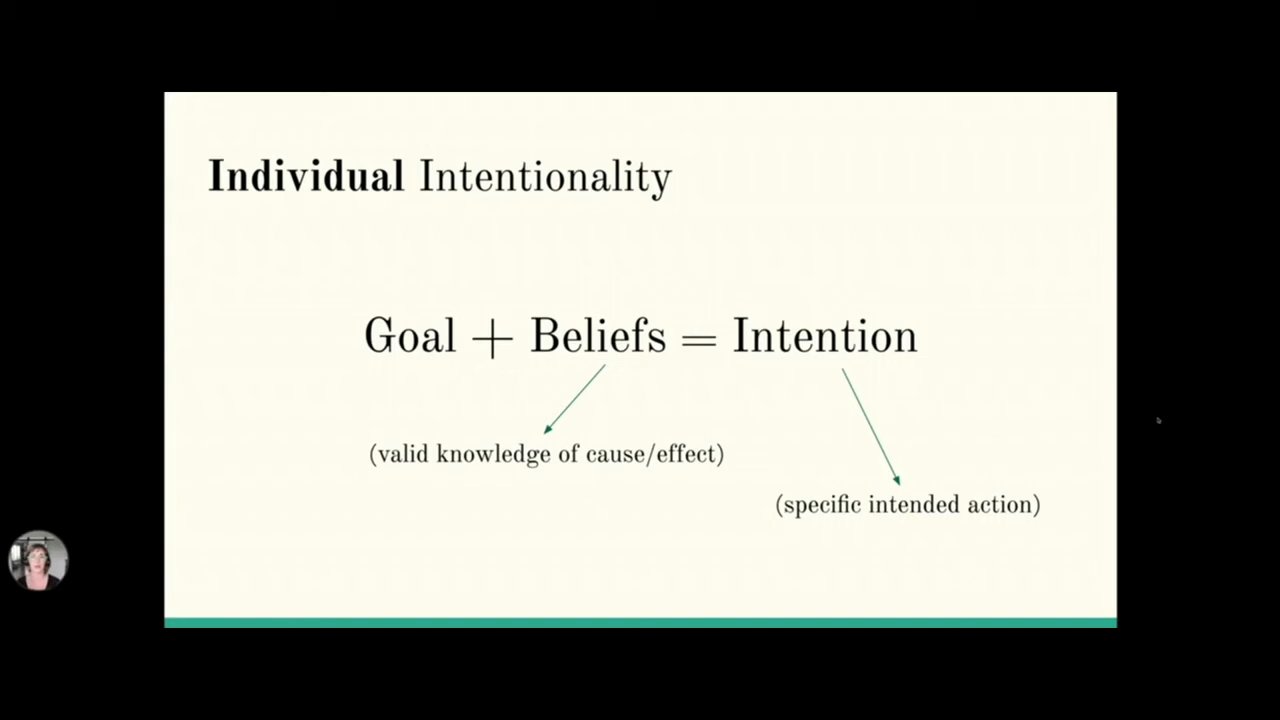 Individual Intentionality
Goal + Beliefs = Intention
(valid knowledge of cause/effect)
(specific intended action)